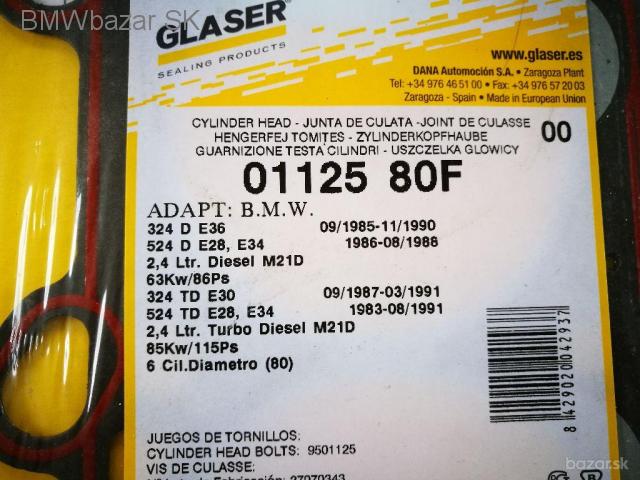 BMWbazar SK
GLASER
SEALING PRODUCTS
www.glaser.es
DANA Automoción S.A. • Zaragoza Plant
Tel: +34 976 46 51 00 • Fax: +34 976 57 20 03
Zaragoza - Spain • Made in European Union
CYLINDER HEAD - JUNTA DE CULATA -JOINT DE CULASSE
HENGERFEJ TOMITES - ZYLINDERKOPFHAUBE
GUARNIZIONE TESTA CILINDRI - USZCZELKA GLOWICY
00
01125 80F
ADAPT: B.M.W.
324 D E36 09/1985-11/1990
524 D E28, E34 1986-08/1988
2,4 Ltr. Diesel M21D
63Kw/86Ps
324 TD E30 09/1987-03/1991
524 TD E28, E34 1983-08/1991
2,4 Ltr. Turbo Diesel M21D
85Kw/115Ps
6 Cil.Diametro (80)
8 429020 042937
JUEGOS DE TORNILLOS:
CYLINDER HEAD BOLTS: 9501125
VIS DE CULASSE:
bazar.sk